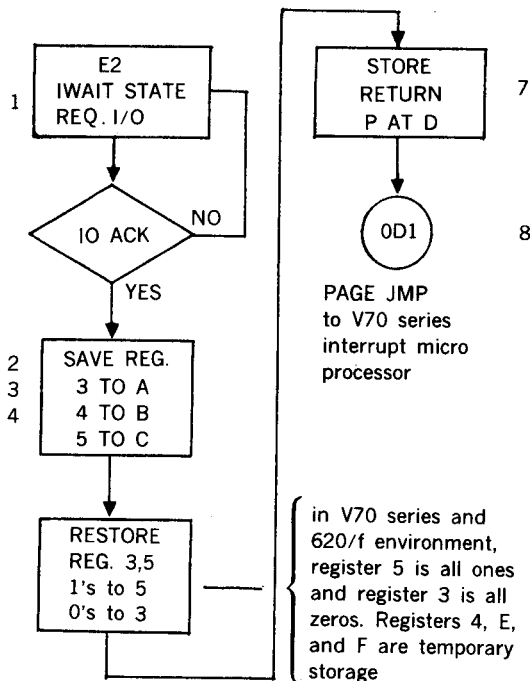 1
E2
IWAIT STATE
REQ. I/O
IO ACK
NO
YES
2
3
4
SAVE REG.
3 TO A
4 TO B
5 TO C
RESTORE
REG. 3,5
1's to 5
0's to 3
STORE
RETURN
P AT D
7
0D1
8
PAGE JMP
to V70 series
interrupt micro
processor
in V70 series and
620/f environment,
register 5 is all ones
and register 3 is all
zeros. Registers 4, E,
and F are temporary
storage